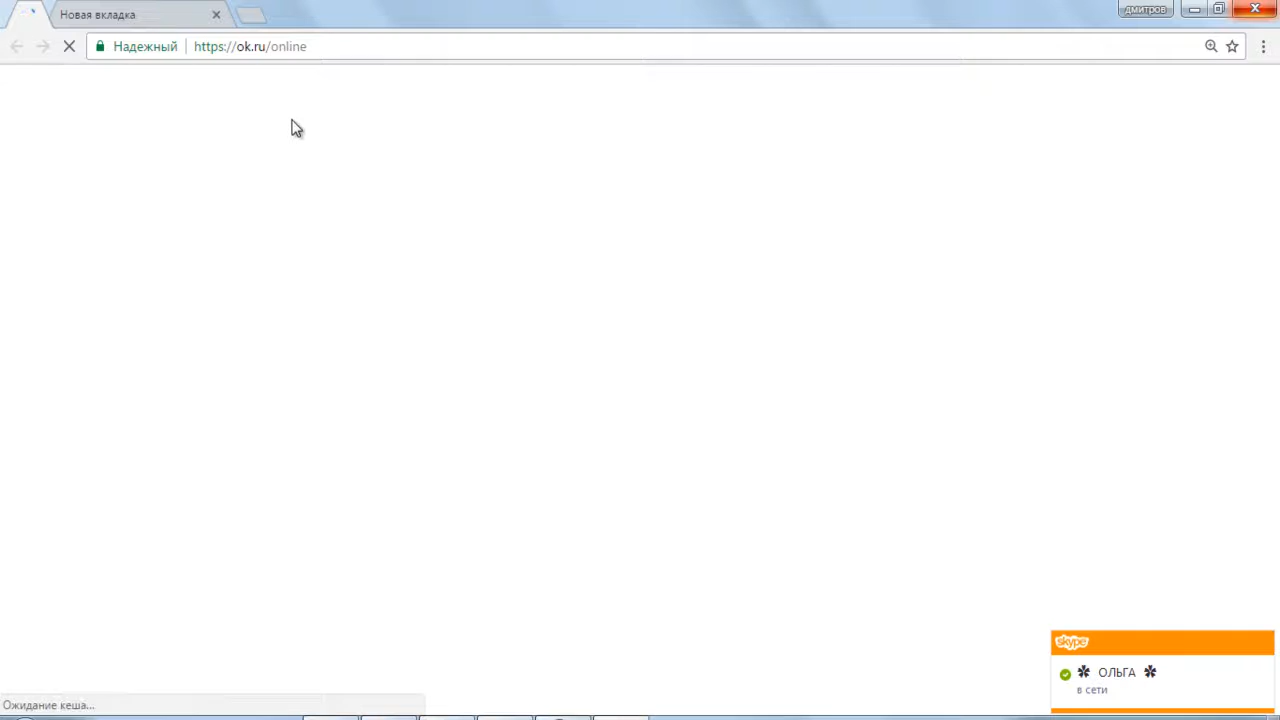 Новая вкладка
дмитров
Надежный https://ok.ru/online
skype
ОЛЬГА
в сети
Ожидание кеша...